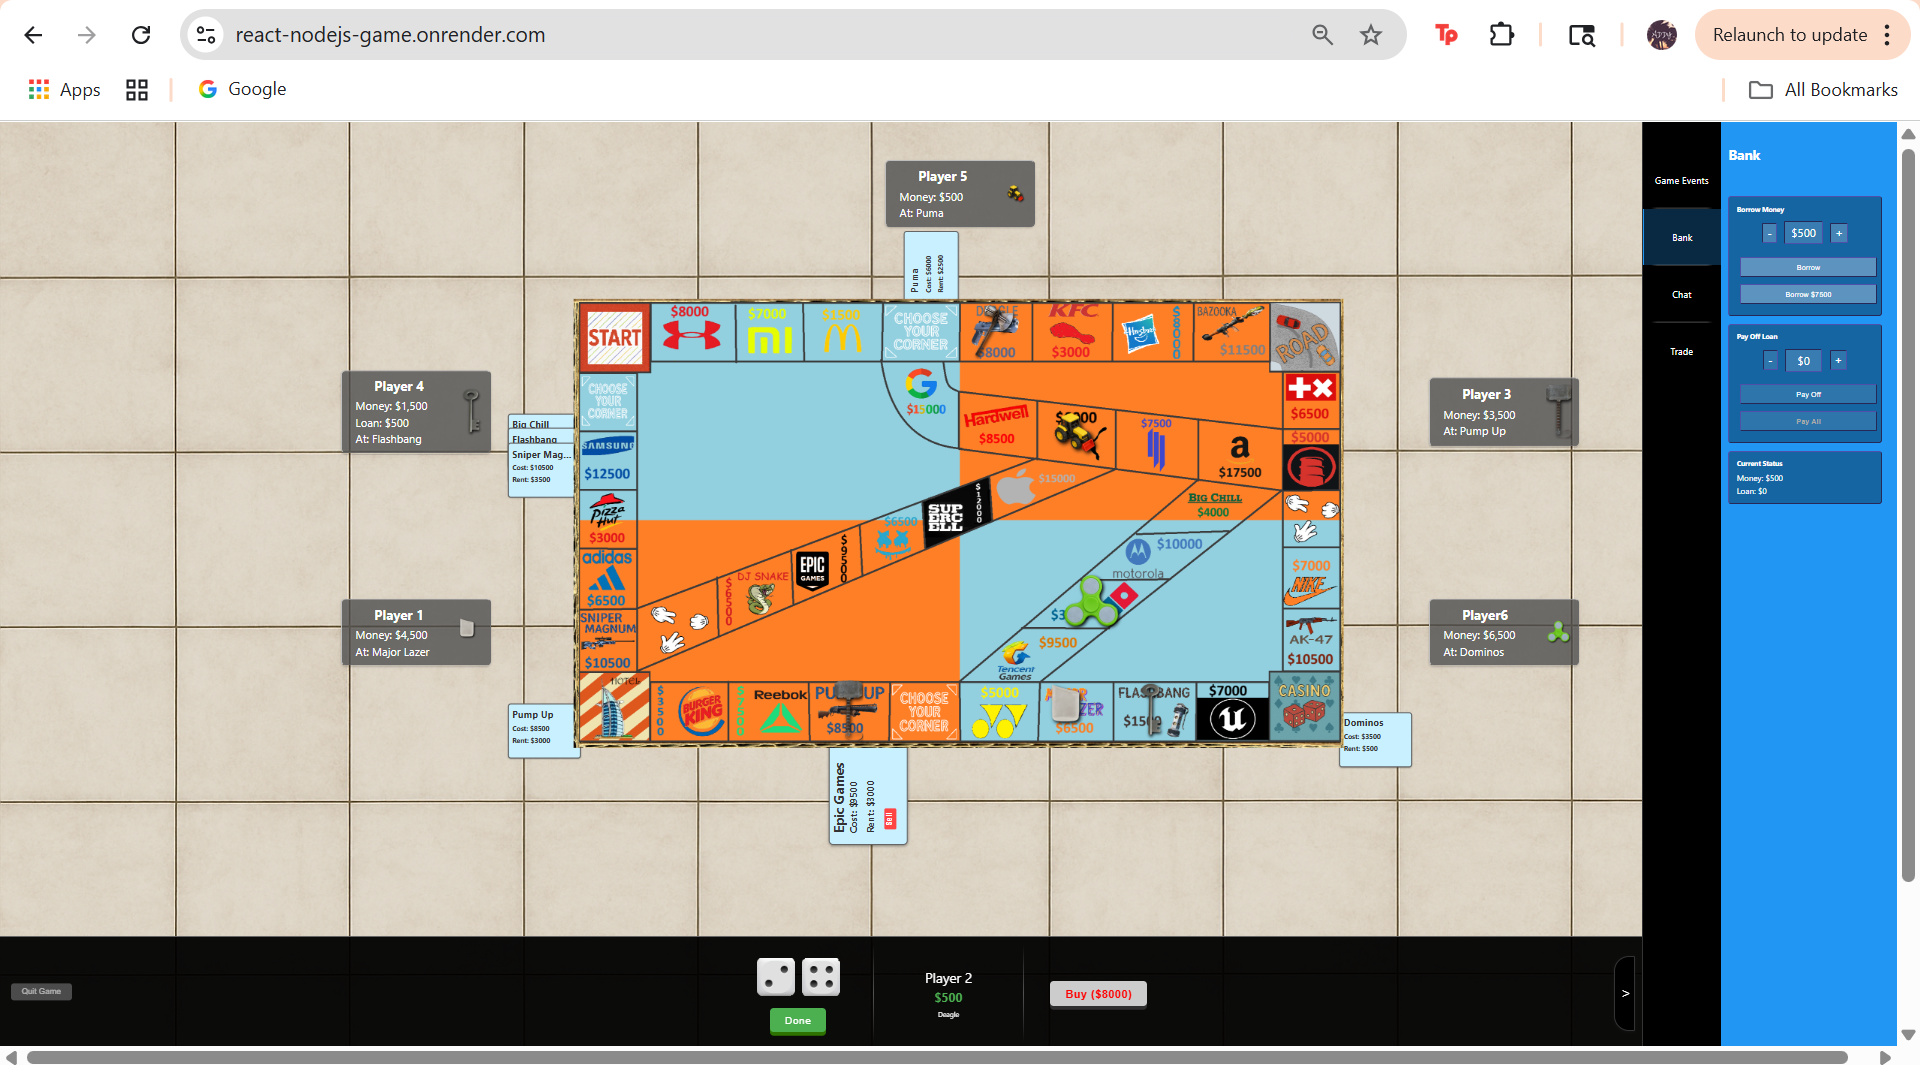 react-nodejs-game.onrender.com
Relaunch to update
Apps
Google
All Bookmarks
Player 5
Money: $500
At: Puma
Puma
Cost: $6000
Rent: $2500
Player 4
Money: $1,500
Loan: $500
At: Flashbang
Big Chill
Flashbang
Sniper Mag...
Cost: $10500
Rent: $3500
Player 1
Money: $4,500
At: Major Lazer
Pump Up
Cost: $8500
Rent: $3000
Player 3
Money: $3,500
At: Pump Up
Player6
Money: $6,500
At: Dominos
Dominos
Cost: $3500
Rent: $500
Epic Games
Cost: $9500
Rent: $3000
Sell
START
$8000
$7000
$1500
CHOOSE YOUR CORNER
$8000
KFC
$3000
Hasbro
$8000
BAZOOKA
$11500
ROAD
CHOOSE YOUR CORNER
SAMSUNG
$12500
Pizza Hut
$3000
adidas
$6500
SNIPER MAGNUM
$10500
HOTEL
$15000
Hardwell
$8500
$7500
a
$17500
$6500
$5000
$15000
SUPERCELL
$12000
$6500
EPIC GAMES
$9500
DJ SNAKE
$6500
BIG CHILL
$4000
$10000
motorola
$9500
Tencent Games
$7000
NIKE
AK-47
$10500
$3500
BURGER KING
Reebok
$8500
CHOOSE YOUR CORNER
$5000
$6500
$7000
CASINO
Game Events
Bank
Chat
Trade
Bank
Borrow Money
- $500 +
Borrow
Borrow $7500
Pay Off Loan
- $0 +
Pay Off
Pay All
Current Status
Money: $500
Loan: $0
Quit Game
Done
Player 2
$500
Deagle
Buy ($8000)
>